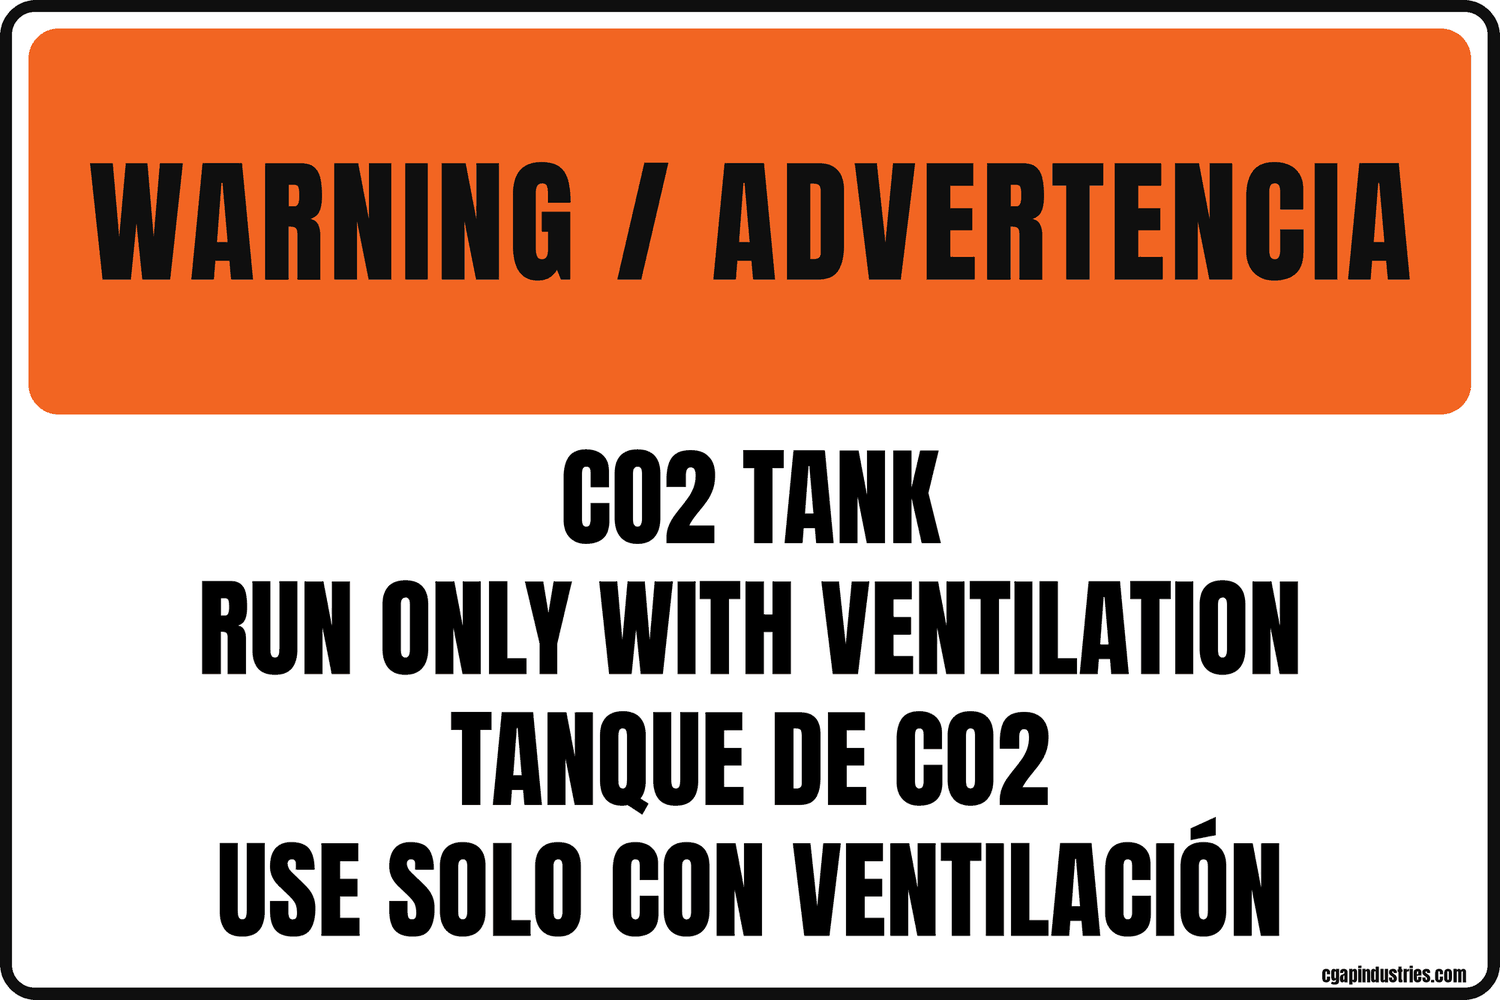 WARNING / ADVERTENCIA
CO2 TANK
RUN ONLY WITH VENTILATION
TANQUE DE CO2
USE SOLO CON VENTILACIÓN
cgapindustries.com